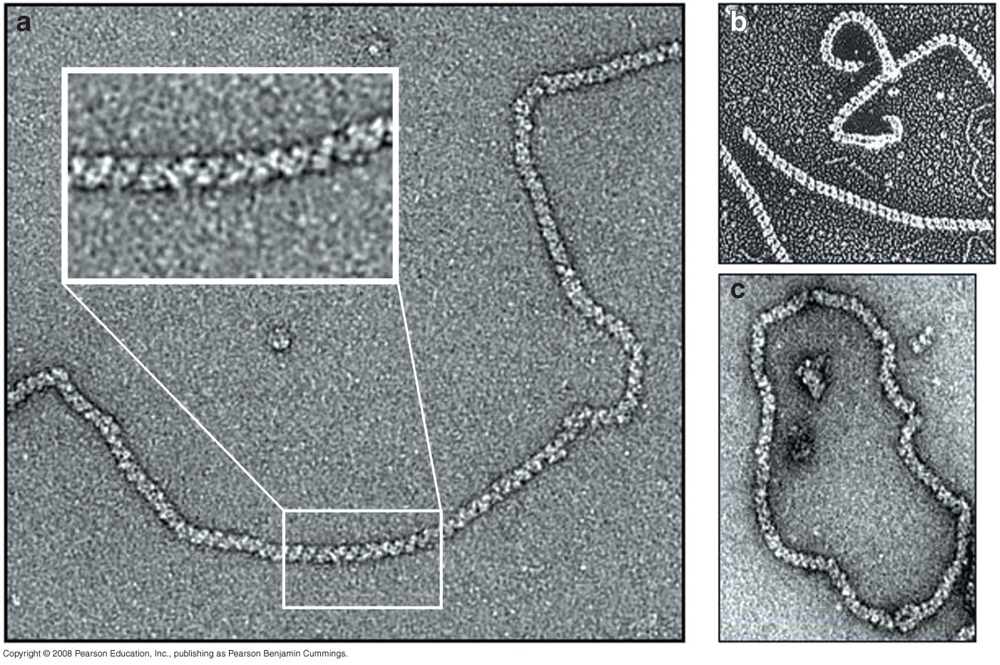 a
b
c
Copyright © 2008 Pearson Education, Inc., publishing as Pearson Benjamin Cummings.